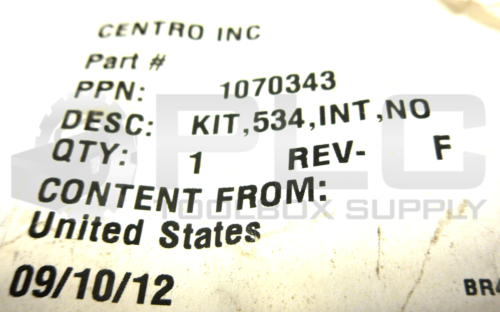 CENTRO INC
Part #
PPN: 1070343
DESC: KIT,534,INT,NO
QTY: 1 REV- F
CONTENT FROM:
United States
09/10/12
PLC
TOOLBOX SUPPLY